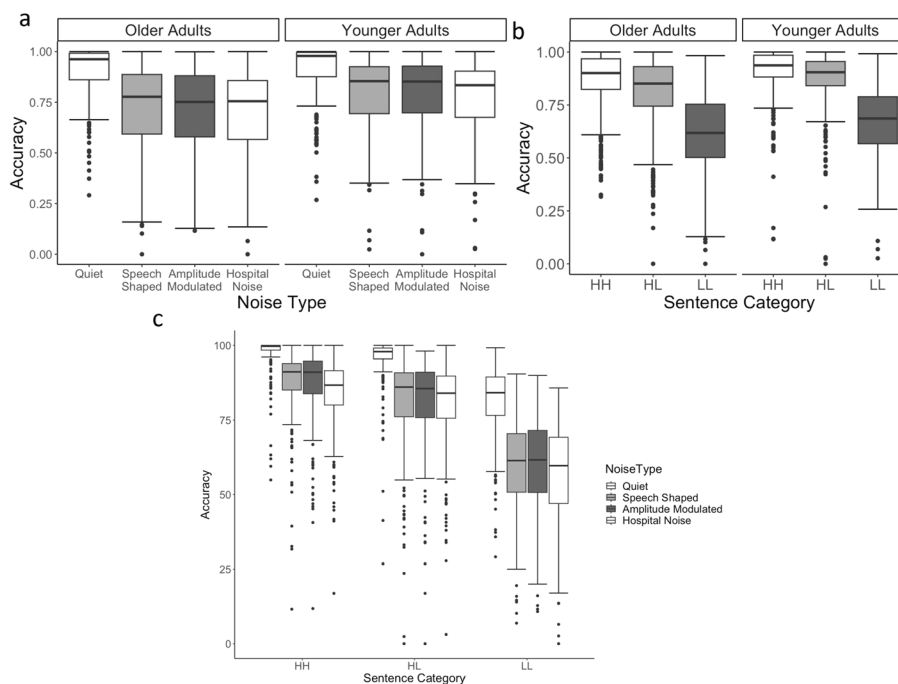 a
Older Adults Younger Adults
1.00
0.75
0.50
0.25
0.00
Accuracy
Quiet Speech Shaped Amplitude Modulated Hospital Noise Quiet Speech Shaped Amplitude Modulated Hospital Noise
Noise Type
b
Older Adults Younger Adults
1.00
0.75
0.50
0.25
0.00
Accuracy
HH HL LL HH HL LL
Sentence Category
c
100
75
50
25
0
Accuracy
HH HL LL
Sentence Category
NoiseType
Quiet
Speech Shaped
Amplitude Modulated
Hospital Noise